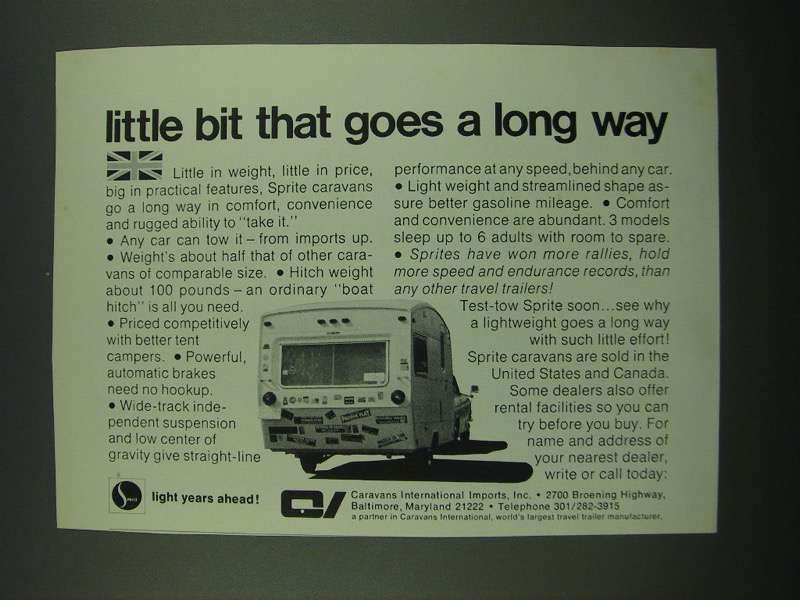 little bit that goes a long way
Little in weight, little in price,
big in practical features, Sprite caravans
go a long way in comfort, convenience
and rugged ability to "take it."
• Any car can tow it – from imports up.
• Weight's about half that of other cara-
vans of comparable size. • Hitch weight
about 100 pounds – an ordinary "boat
hitch" is all you need.
• Priced competitively
with better tent
campers. • Powerful,
automatic brakes
need no hookup.
• Wide-track inde-
pendent suspension
and low center of
gravity give straight-line
performance at any speed, behind any car.
• Light weight and streamlined shape as-
sure better gasoline mileage. • Comfort
and convenience are abundant. 3 models
sleep up to 6 adults with room to spare.
• Sprites have won more rallies, hold
more speed and endurance records, than
any other travel trailers!
Test-tow Sprite soon...see why
a lightweight goes a long way
with such little effort!
Sprite caravans are sold in the
United States and Canada.
Some dealers also offer
rental facilities so you can
try before you buy. For
name and address of
your nearest dealer,
write or call today:
SPRITE
light years ahead!
CI
Caravans International Imports, Inc. • 2700 Broening Highway,
Baltimore, Maryland 21222 • Telephone 301/282-3915
a partner in Caravans International, world's largest travel trailer manufacturer.